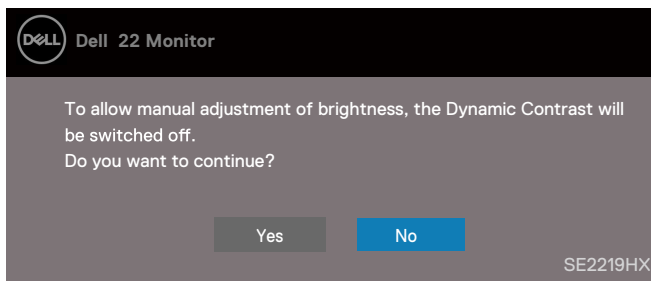 DELL Dell 22 Monitor
To allow manual adjustment of brightness, the Dynamic Contrast will
be switched off.
Do you want to continue?
Yes No
SE2219HX